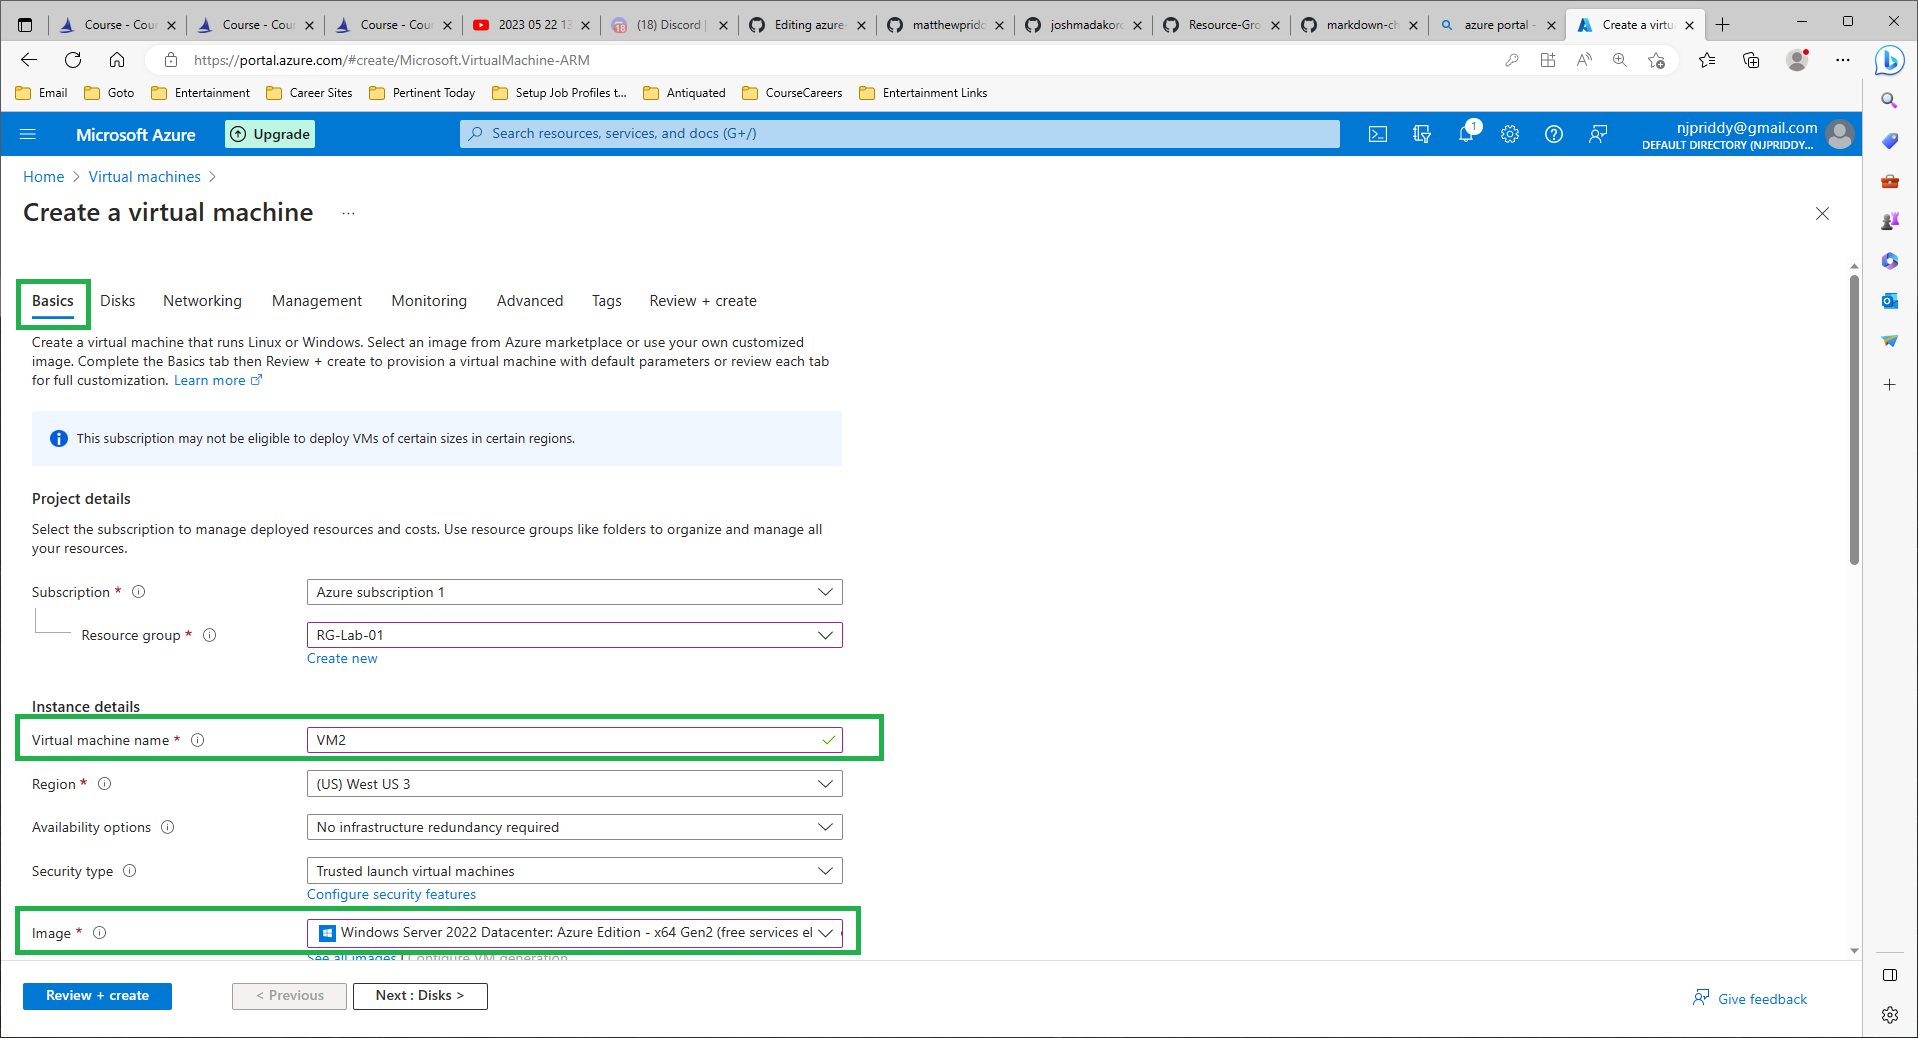 Course - Cour
Course - Cour
Course - Cour
2023 05 22 13
(18) Discord |
Editing azure-
matthewpridd
joshmadakoro
Resource-Gro
markdown-ch
azure portal -
Create a virtu
https://portal.azure.com/#create/Microsoft.VirtualMachine-ARM
Email
Goto
Entertainment
Career Sites
Pertinent Today
Setup Job Profiles t...
Antiquated
CourseCareers
Entertainment Links
Microsoft Azure
Upgrade
Search resources, services, and docs (G+/)
1
njpriddy@gmail.com
DEFAULT DIRECTORY (NJPRIDDY...
Home > Virtual machines >
Create a virtual machine ...
Basics Disks Networking Management Monitoring Advanced Tags Review + create
Create a virtual machine that runs Linux or Windows. Select an image from Azure marketplace or use your own customized
image. Complete the Basics tab then Review + create to provision a virtual machine with default parameters or review each tab
for full customization. Learn more
This subscription may not be eligible to deploy VMs of certain sizes in certain regions.
Project details
Select the subscription to manage deployed resources and costs. Use resource groups like folders to organize and manage all
your resources.
Subscription * Azure subscription 1
Resource group * RG-Lab-01
Create new
Instance details
Virtual machine name * VM2
Region * (US) West US 3
Availability options No infrastructure redundancy required
Security type Trusted launch virtual machines
Configure security features
Image * Windows Server 2022 Datacenter: Azure Edition - x64 Gen2 (free services el
See all images | Configure VM generation
Review + create
< Previous
Next : Disks >
Give feedback